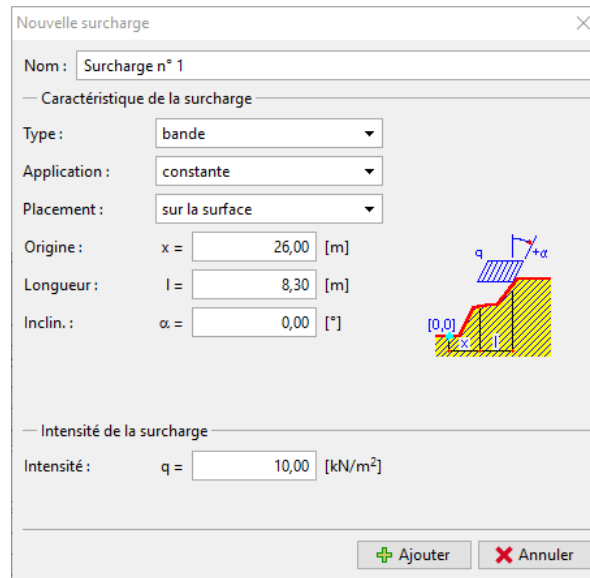 Nouvelle surcharge
Nom : Surcharge n° 1
Caractéristique de la surcharge
Type : bande
Application : constante
Placement : sur la surface
Origine : x = 26,00 [m]
Longueur : l = 8,30 [m]
Inclin. : α = 0,00 [°]
q +α
[0,0]
x l
Intensité de la surcharge
Intensité : q = 10,00 [kN/m²]
Ajouter Annuler